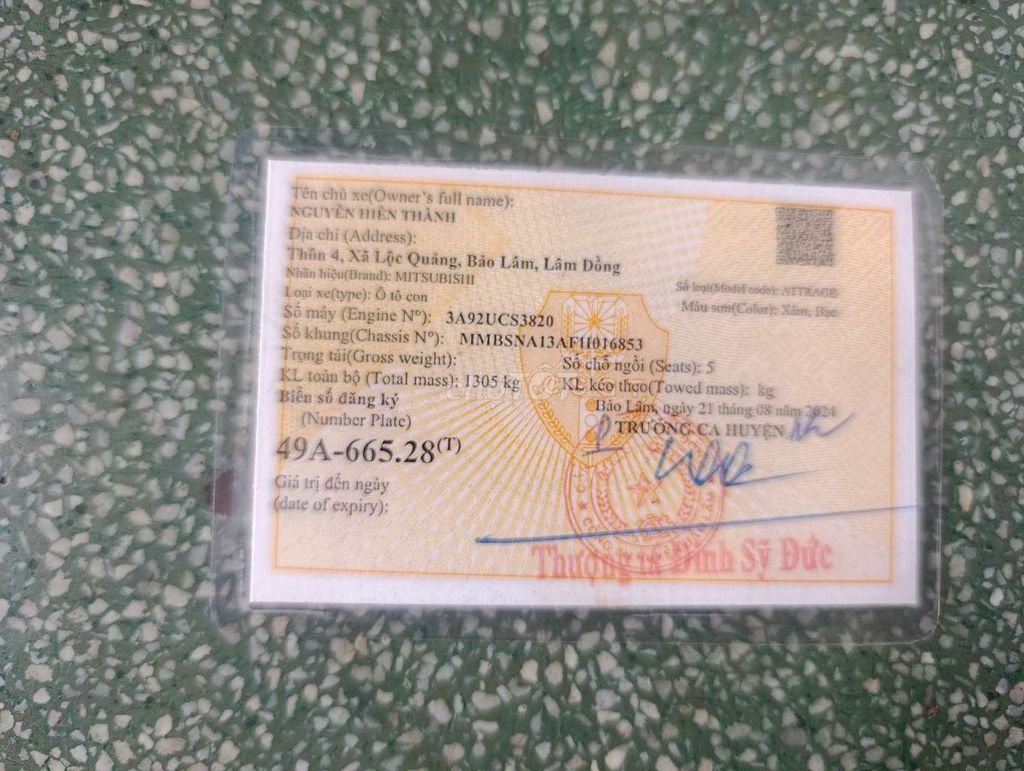 Tên chủ xe(Owner's full name):
NGUYỄN HIỀN THÀNH
Địa chỉ (Address):
Thôn 4, Xã Lộc Quảng, Bảo Lâm, Lâm Đồng
Nhãn hiệu(Brand): MITSUBISHI
Số loại(Model code): ATTRAGE
Loại xe(type): Ô tô con
Màu sơn(Color): Xám, Bạc
Số máy (Engine Nº): 3A92UCS3820
Số khung(Chassis Nº): MMBSNA13AFH016853
Trọng tải(Gross weight):
Số chỗ ngồi (Seats): 5
KL toàn bộ (Total mass): 1305 kg
KL kéo theo(Towed mass): kg
Biển số đăng ký
Bảo Lâm, ngày 21 tháng 08 năm 2024
(Number Plate)
TRƯỞNG CA HUYỆN
49A-665.28(T)
Giá trị đến ngày
(date of expiry):
Thượng tá Đinh Sỹ Đức